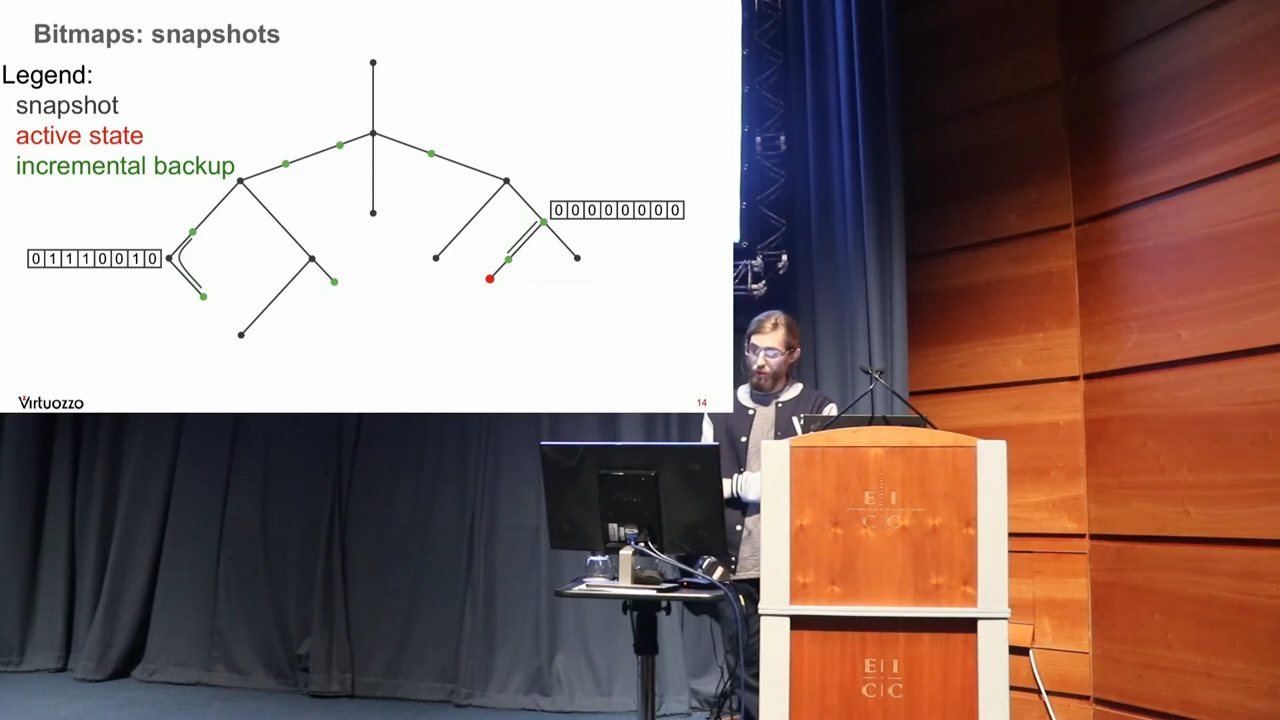 Bitmaps: snapshots
Legend:
snapshot
active state
incremental backup
0 0 0 0 0 0 0 0
0 1 1 1 0 0 1 0
Virtuozzo
14
E I
C C
E I
C C